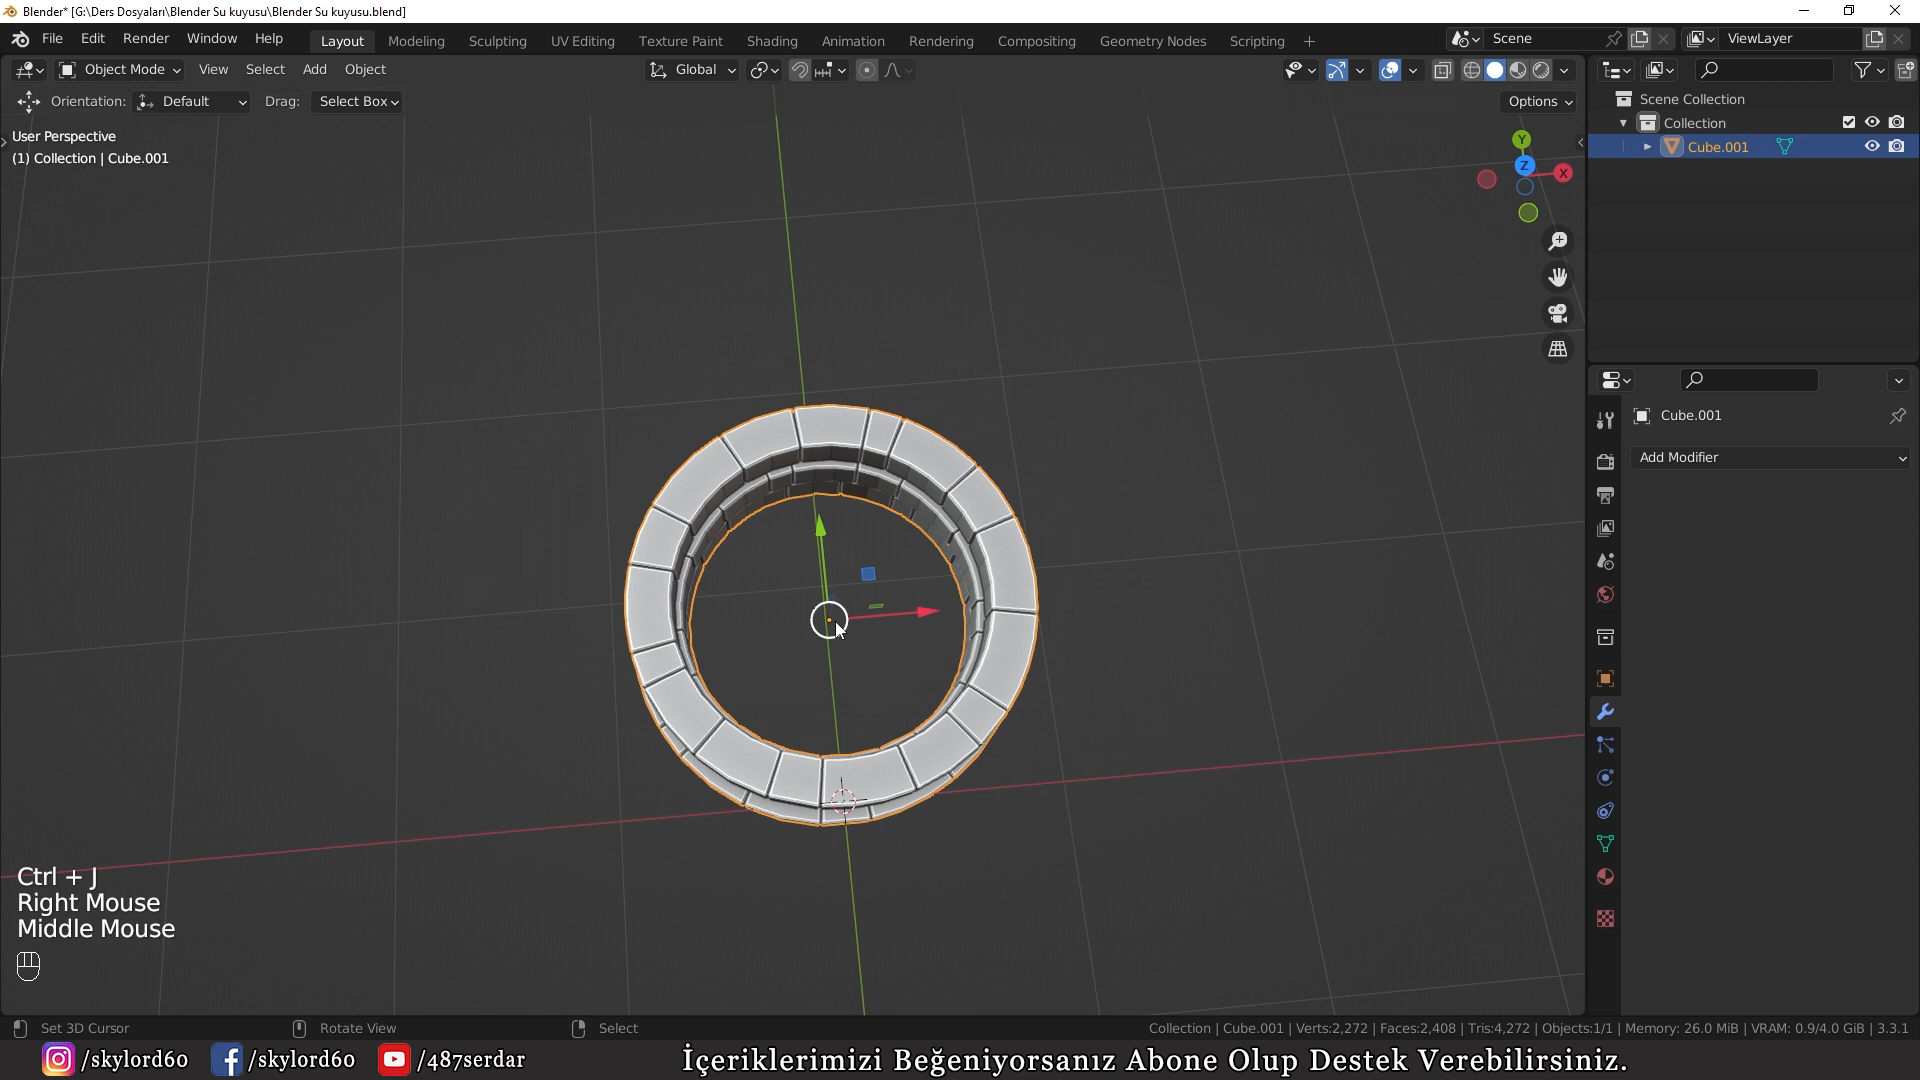 Blender* [G:\Ders Dosyaları\Blender Su kuyusu\Blender Su kuyusu.blend]
File Edit Render Window Help Layout Modeling Sculpting UV Editing Texture Paint Shading Animation Rendering Compositing Geometry Nodes Scripting + Scene ViewLayer
Object Mode View Select Add Object Global
Orientation: Default Drag: Select Box Options
Scene Collection
Collection
Cube.001
User Perspective
(1) Collection | Cube.001
Y
Z
X
Cube.001
Add Modifier
Ctrl + J
Right Mouse
Middle Mouse
Set 3D Cursor Rotate View Select Collection | Cube.001 | Verts:2,272 | Faces:2,408 | Tris:4,272 | Objects:1/1 | Memory: 26.0 MiB | VRAM: 0.9/4.0 GiB | 3.3.1
/skylord60 /skylord60 /487serdar İçeriklerimizi Beğeniyorsanız Abone Olup Destek Verebilirsiniz.